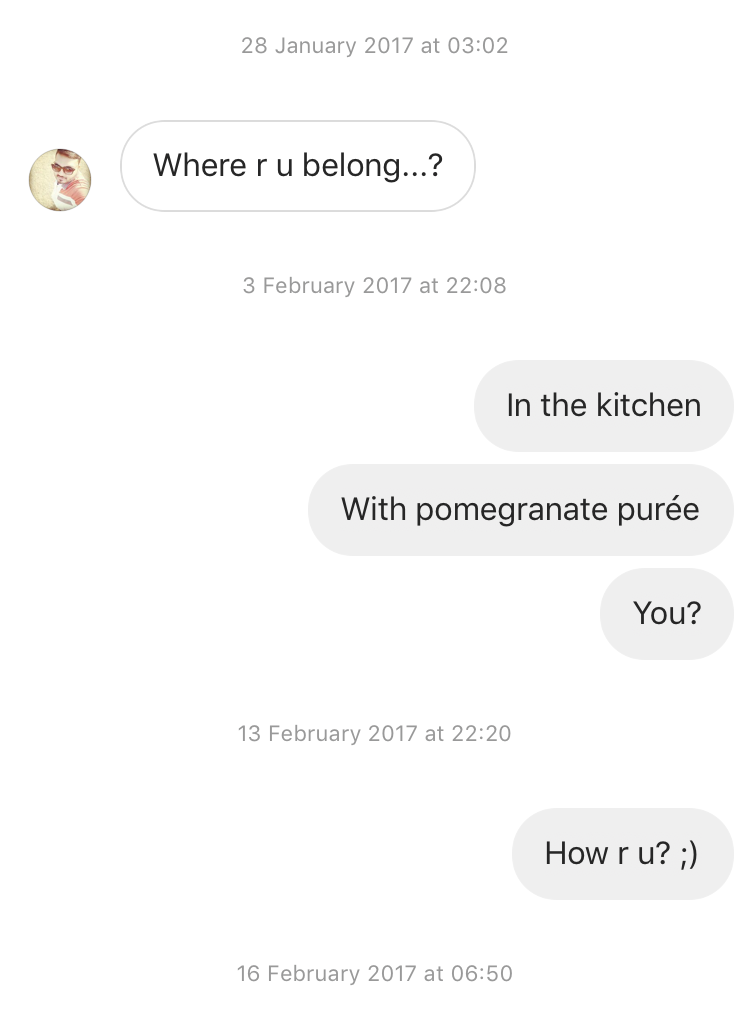 28 January 2017 at 03:02
Where r u belong...?
3 February 2017 at 22:08
In the kitchen
With pomegranate purée
You?
13 February 2017 at 22:20
How r u? ;)
16 February 2017 at 06:50